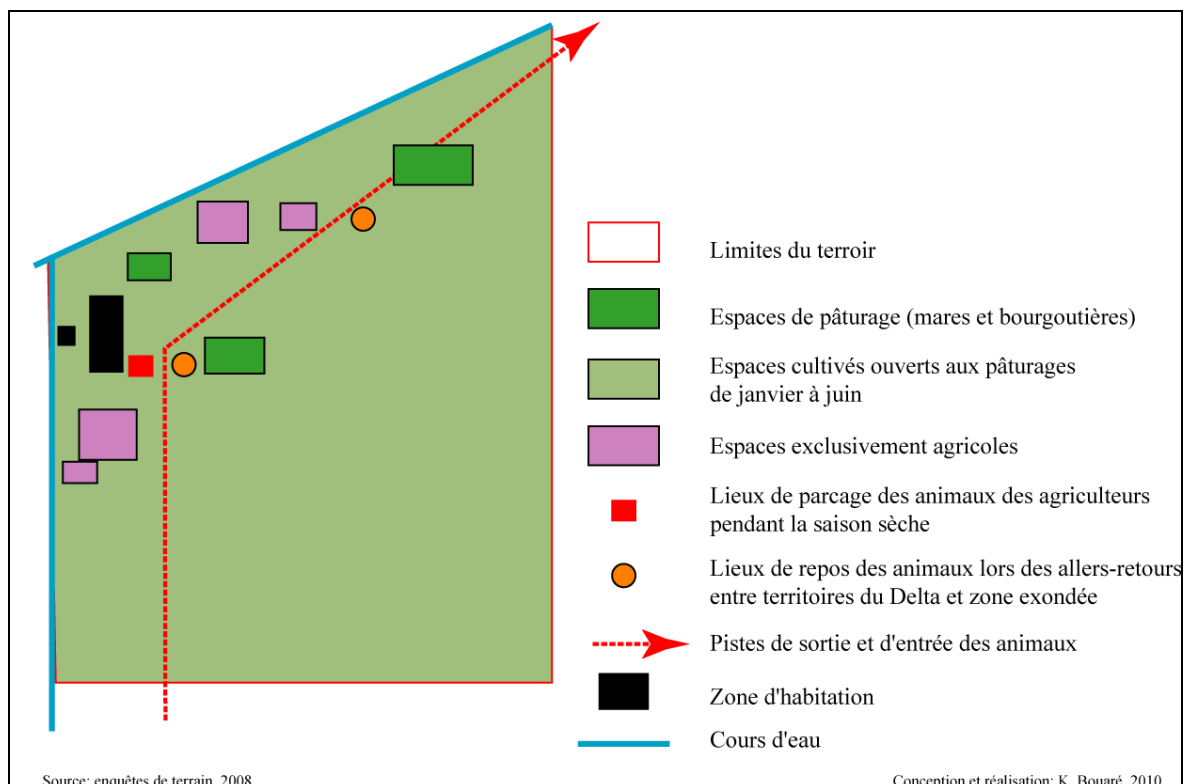 Limites du terroir
Espaces de pâturage (mares et bourgoutières)
Espaces cultivés ouverts aux pâturages
de janvier à juin
Espaces exclusivement agricoles
Lieux de parcage des animaux des agriculteurs
pendant la saison sèche
Lieux de repos des animaux lors des allers-retours
entre territoires du Delta et zone exondée
Pistes de sortie et d'entrée des animaux
Zone d'habitation
Cours d'eau
Source: enquêtes de terrain, 2008
Conception et réalisation: K. Bouaré, 2010